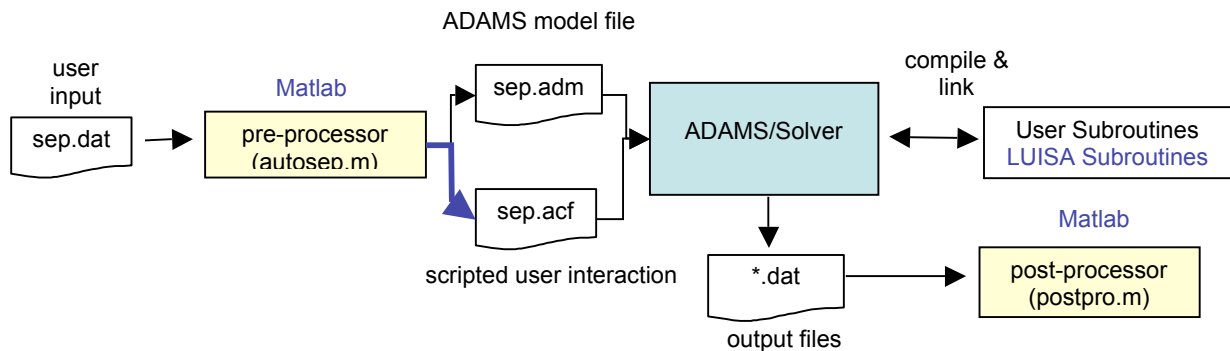 ADAMS model file
user
input
sep.dat
Matlab
pre-processor
(autosep.m)
sep.adm
sep.acf
scripted user interaction
ADAMS/Solver
compile &
link
User Subroutines
LUISA Subroutines
*.dat
output files
Matlab
post-processor
(postpro.m)